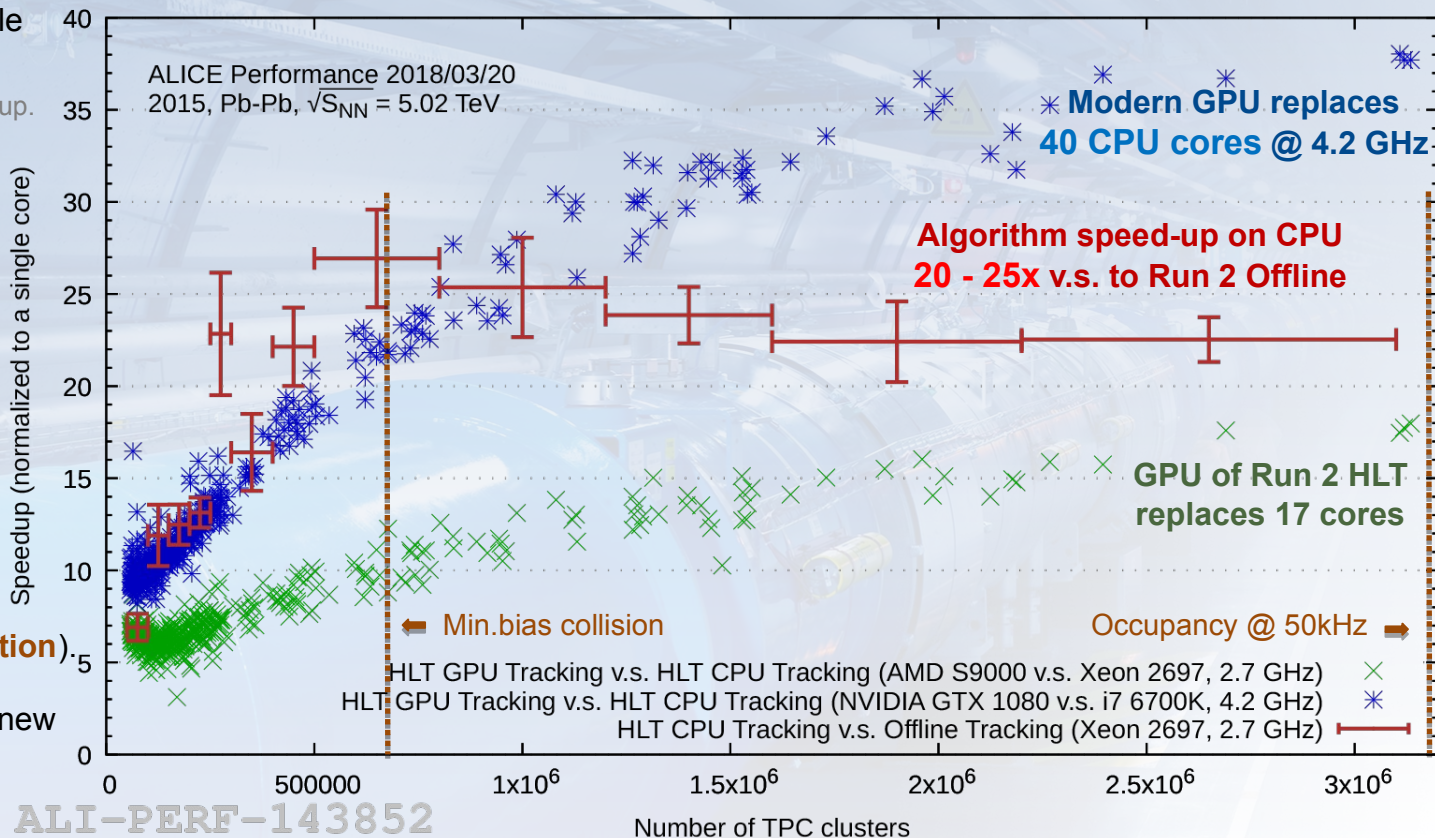 le
up.
tion).
new
Speedup (normalized to a single core)
40
35
30
25
20
15
10
5
0
ALICE Performance 2018/03/20
2015, Pb-Pb, √S_NN = 5.02 TeV
Modern GPU replaces
40 CPU cores @ 4.2 GHz
Algorithm speed-up on CPU
20 - 25x v.s. to Run 2 Offline
GPU of Run 2 HLT
replaces 17 cores
Min.bias collision
Occupancy @ 50kHz
HLT GPU Tracking v.s. HLT CPU Tracking (AMD S9000 v.s. Xeon 2697, 2.7 GHz)
HLT GPU Tracking v.s. HLT CPU Tracking (NVIDIA GTX 1080 v.s. i7 6700K, 4.2 GHz)
HLT CPU Tracking v.s. Offline Tracking (Xeon 2697, 2.7 GHz)
0 500000 1x10⁶ 1.5x10⁶ 2x10⁶ 2.5x10⁶ 3x10⁶
ALI-PERF-143852
Number of TPC clusters